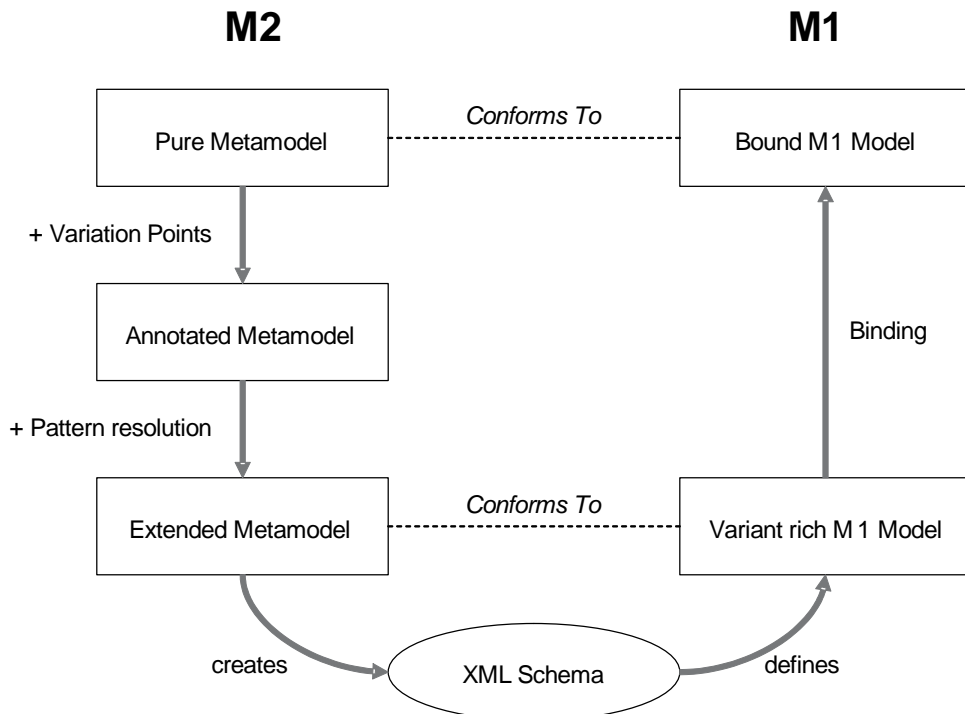 M2
M1
Conforms To
Pure Metamodel
Bound M1 Model
+ Variation Points
Annotated Metamodel
Binding
+ Pattern resolution
Conforms To
Extended Metamodel
Variant rich M1 Model
creates
XML Schema
defines